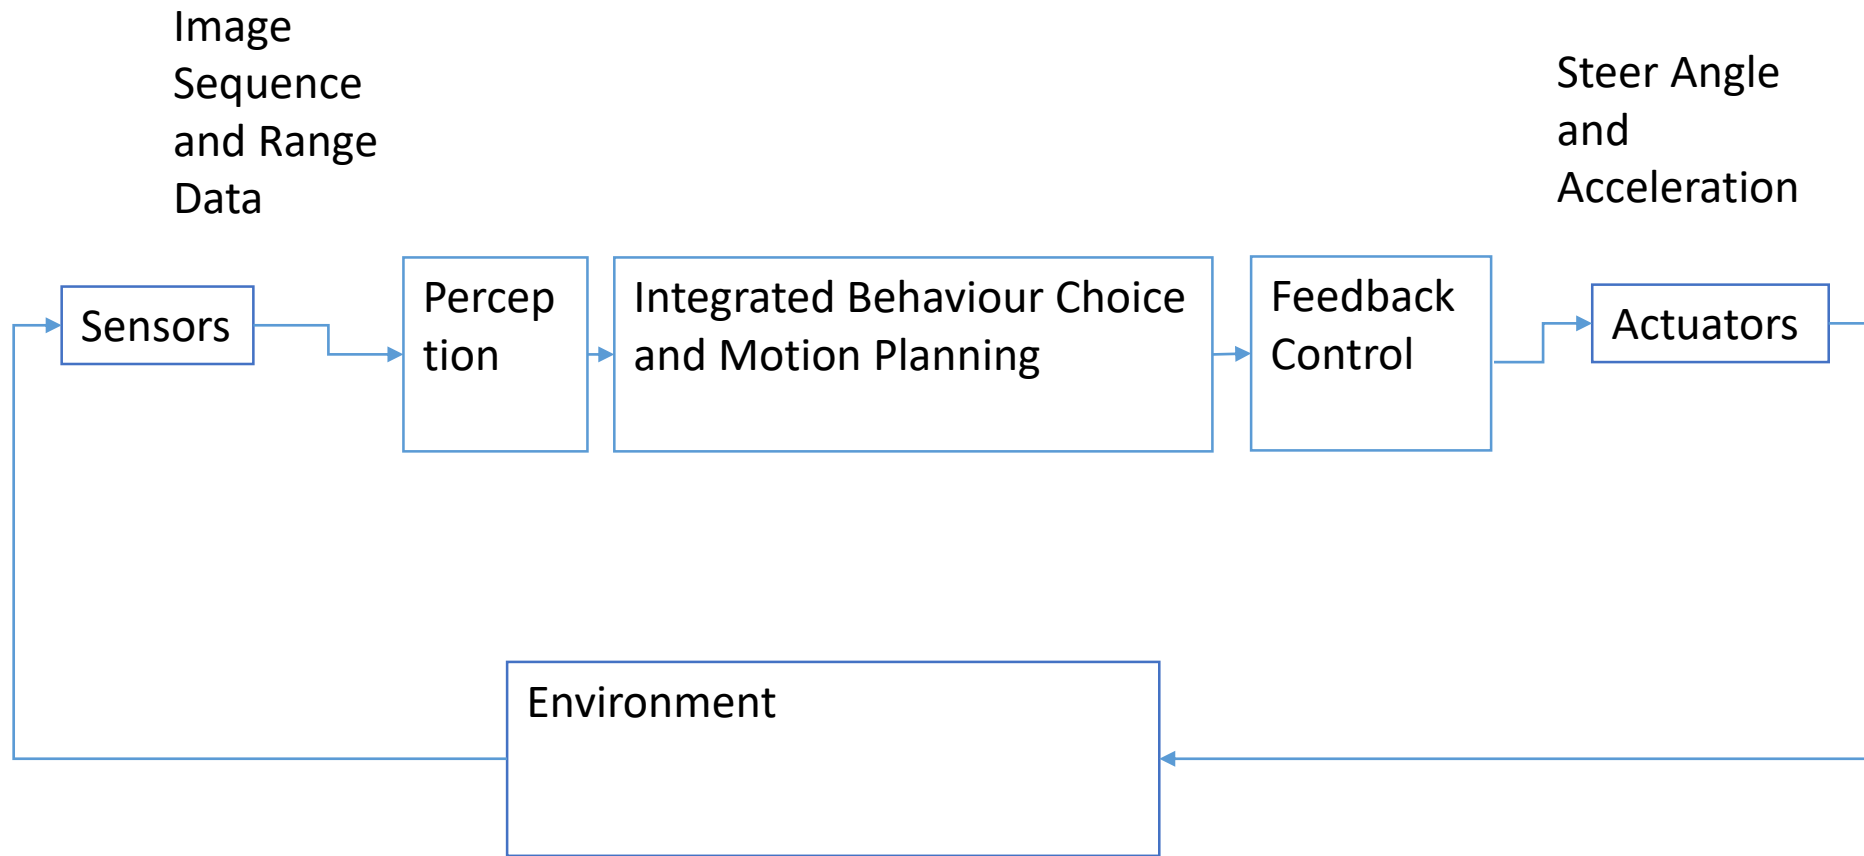 Image
Sequence
and Range
Data
Steer Angle
and
Acceleration
Sensors
Percep
tion
Integrated Behaviour Choice
and Motion Planning
Feedback
Control
Actuators
Environment